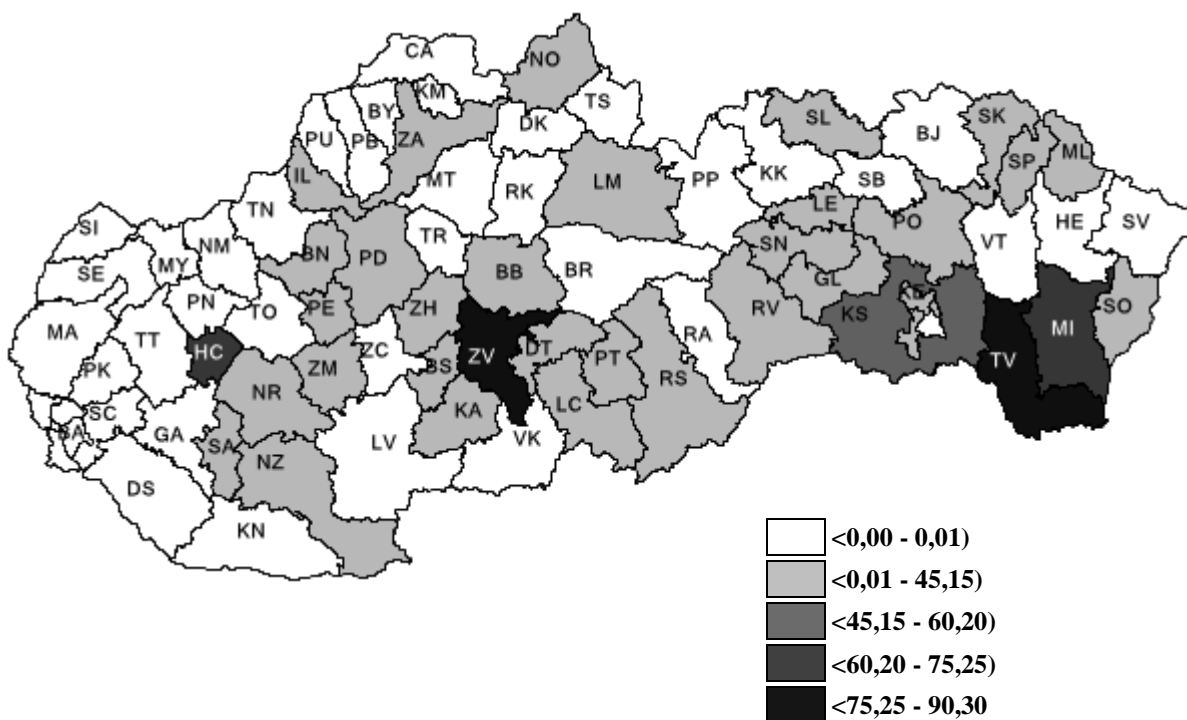 CA
NO
KM
TS
BY
PU
PB
ZA
DK
SL
BJ
SK
SP
ML
IL
MT
RK
LM
PP
KK
SB
TN
LE
PO
HE
SV
SI
NM
MY
BN
PD
TR
BB
BR
SN
VT
SE
GL
PN
TO
PE
ZH
RV
KS
KE
SO
MA
TT
HC
ZM
ZC
BS
ZV
DT
PT
RA
RS
TV
MI
PK
NR
KA
LC
SC
BA
GA
SA
NZ
LV
VK
DS
KN
<0,00 - 0,01)
<0,01 - 45,15)
<45,15 - 60,20)
<60,20 - 75,25)
<75,25 - 90,30